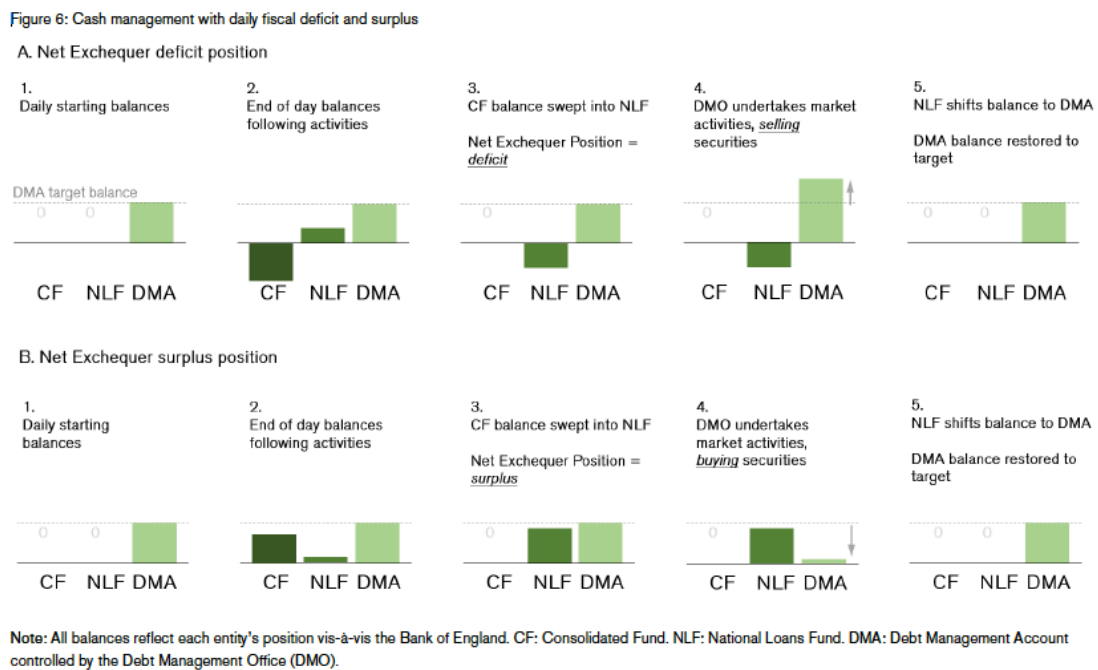 Figure 6: Cash management with daily fiscal deficit and surplus
A. Net Exchequer deficit position
1.
Daily starting balances
2.
End of day balances
following activities
3.
CF balance swept into NLF
Net Exchequer Position =
deficit
4.
DMO undertakes market
activities, selling
securities
5.
NLF shifts balance to DMA
DMA balance restored to
target
DMA target balance
0 0
CF NLF DMA
CF NLF DMA
0
CF NLF DMA
0
CF NLF DMA
0 0
CF NLF DMA
B. Net Exchequer surplus position
1.
Daily starting
balances
2.
End of day balances
following activities
3.
CF balance swept into NLF
Net Exchequer Position =
surplus
4.
DMO undertakes
market activities,
buying securities
5.
NLF shifts balance to DMA
DMA balance restored to
target
0 0
CF NLF DMA
CF NLF DMA
0
CF NLF DMA
0
CF NLF DMA
0 0
CF NLF DMA
Note: All balances reflect each entity's position vis-à-vis the Bank of England. CF: Consolidated Fund. NLF: National Loans Fund. DMA: Debt Management Account
controlled by the Debt Management Office (DMO).